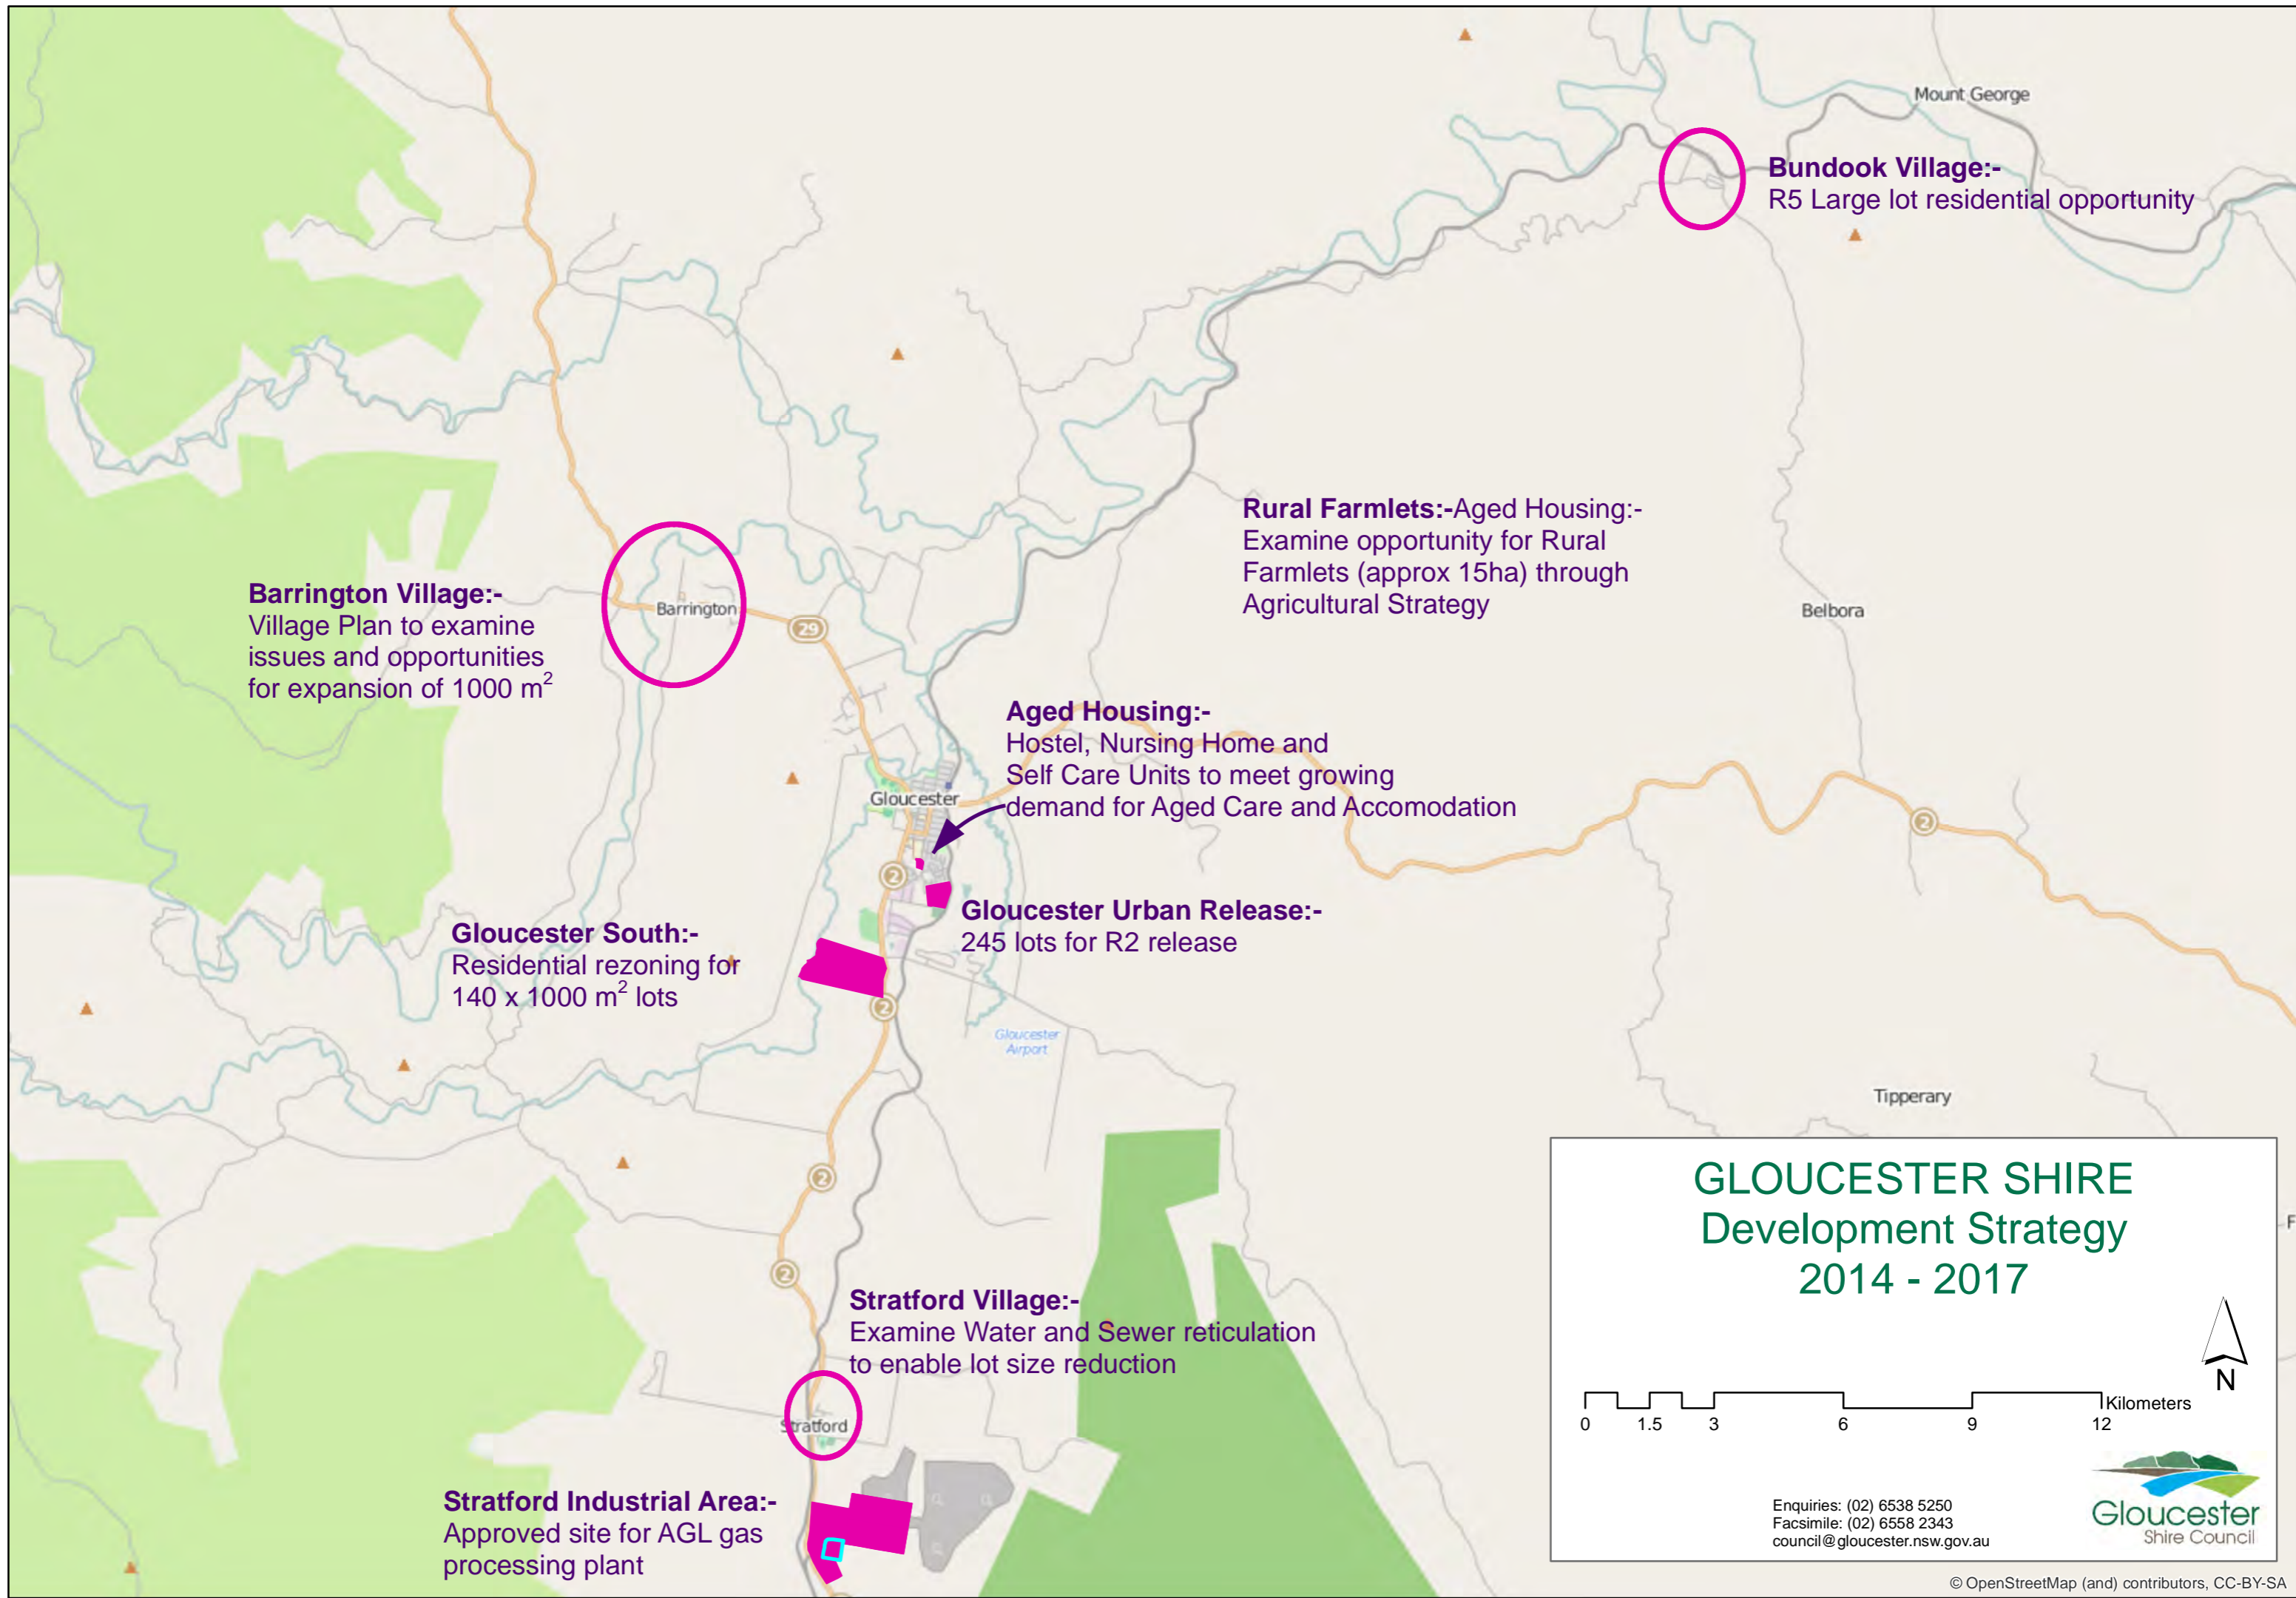 Mount George
Bundook Village:-
R5 Large lot residential opportunity
Rural Farmlets:-Aged Housing:-
Examine opportunity for Rural
Farmlets (approx 15ha) through
Agricultural Strategy
Belbora
Barrington Village:-
Village Plan to examine
issues and opportunities
for expansion of 1000 m²
Barrington
29
Aged Housing:-
Hostel, Nursing Home and
Self Care Units to meet growing
demand for Aged Care and Accomodation
Gloucester
2
2
Gloucester Urban Release:-
245 lots for R2 release
Gloucester South:-
Residential rezoning for
140 x 1000 m² lots
2
Gloucester
Airport
Tipperary
2
2
F
Stratford Village:-
Examine Water and Sewer reticulation
to enable lot size reduction
Stratford
Stratford Industrial Area:-
Approved site for AGL gas
processing plant
GLOUCESTER SHIRE
Development Strategy
2014 - 2017
N
Kilometers
0 1.5 3 6 9 12
Enquiries: (02) 6538 5250
Facsimile: (02) 6558 2343
council@gloucester.nsw.gov.au
Gloucester
Shire Council
© OpenStreetMap (and) contributors, CC-BY-SA